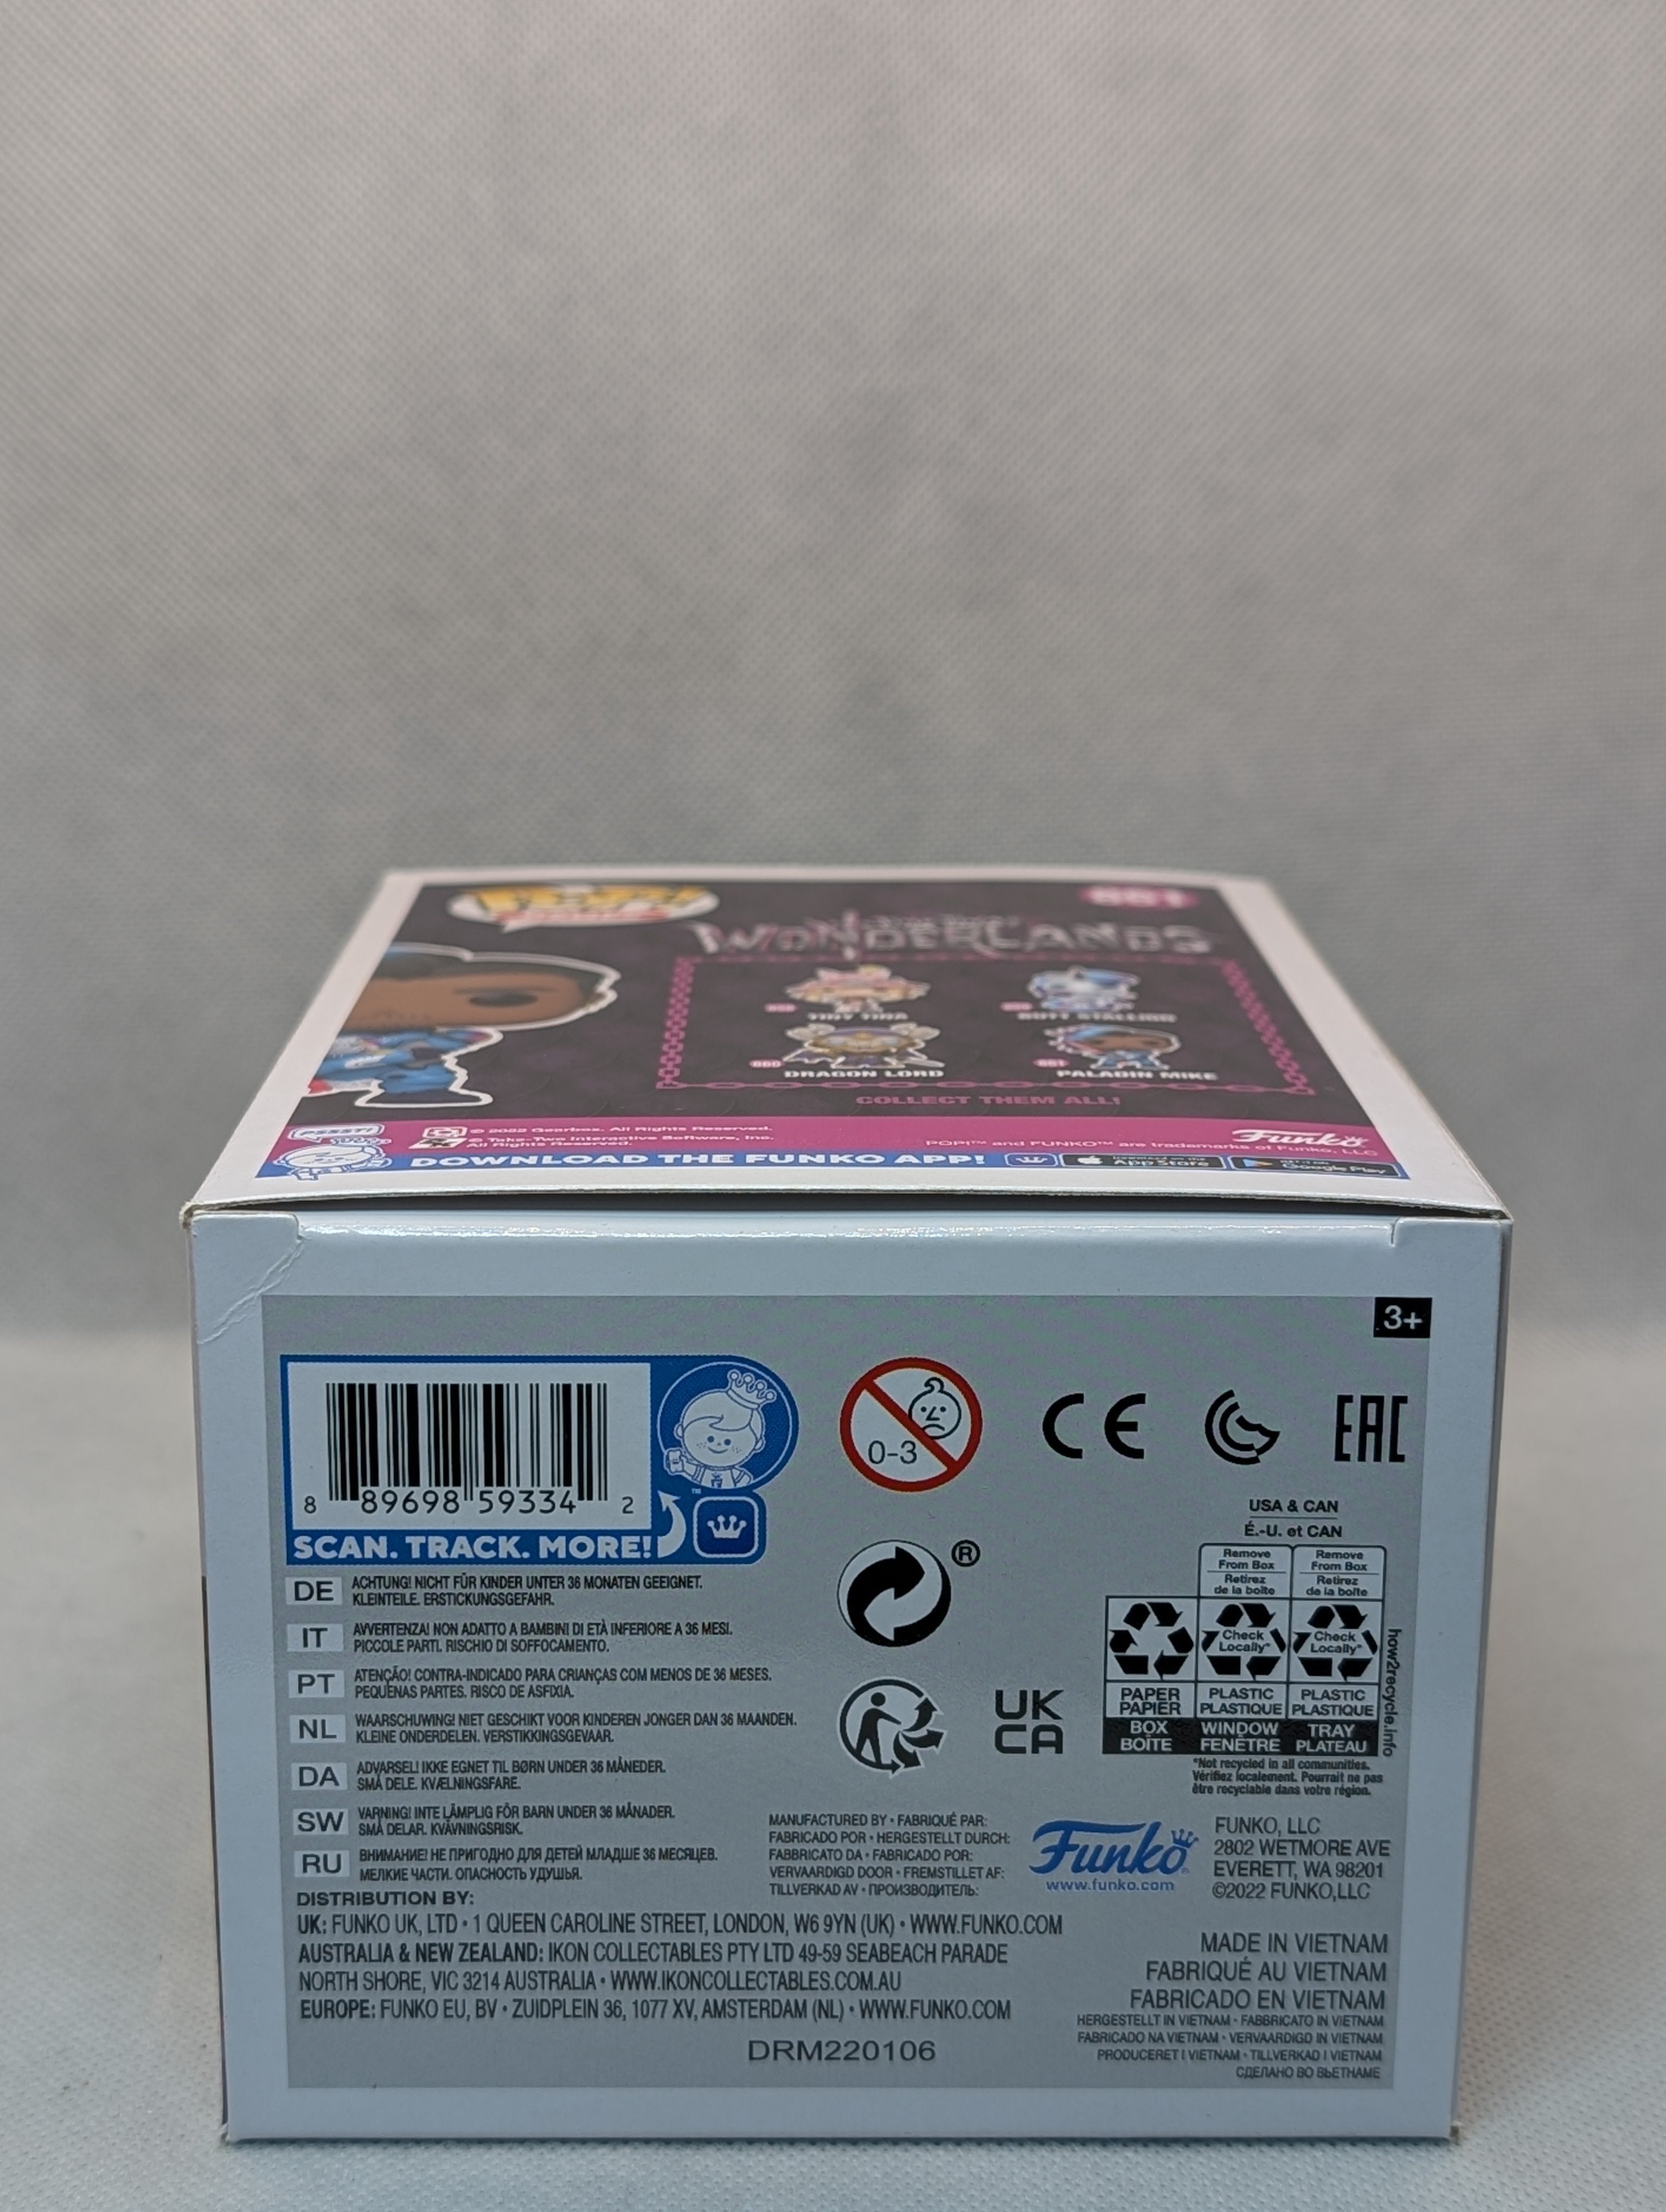 POP!
861
WONDERLANDS
TINY TINA
BUTT STALLION
860
DRAGON LORD
861
PALADIN MIKE
COLLECT THEM ALL!
PSSST!
© 2022 Gearbox. All Rights Reserved.
© Take-Two Interactive Software, Inc.
All Rights Reserved.
POP!™ and FUNKO™ are trademarks of Funko, LLC
Funko
DOWNLOAD THE FUNKO APP!
App Store
Google Play
3+
8 89698 59334 2
SCAN. TRACK. MORE!
™
0-3
CE
EAC
®
UK
CA
USA & CAN
É.-U. et CAN
Remove
From Box
Retirez
de la boîte
Remove
From Box
Retirez
de la boîte
Check
Locally*
Check
Locally*
PAPER
PAPIER
PLASTIC
PLASTIQUE
PLASTIC
PLASTIQUE
BOX
BOÎTE
WINDOW
FENÊTRE
TRAY
PLATEAU
how2recycle.info
*Not recycled in all communities.
Vérifiez localement. Pourrait ne pas
être recyclable dans votre région.
DE ACHTUNG! NICHT FÜR KINDER UNTER 36 MONATEN GEEIGNET.
KLEINTEILE. ERSTICKUNGSGEFAHR.
IT AVVERTENZA! NON ADATTO A BAMBINI DI ETÀ INFERIORE A 36 MESI.
PICCOLE PARTI. RISCHIO DI SOFFOCAMENTO.
PT ATENÇÃO! CONTRA-INDICADO PARA CRIANÇAS COM MENOS DE 36 MESES.
PEQUENAS PARTES. RISCO DE ASFIXIA.
NL WAARSCHUWING! NIET GESCHIKT VOOR KINDEREN JONGER DAN 36 MAANDEN.
KLEINE ONDERDELEN. VERSTIKKINGSGEVAAR.
DA ADVARSEL! IKKE EGNET TIL BØRN UNDER 36 MÅNEDER.
SMÅ DELE. KVÆLNINGSFARE.
SW VARNING! INTE LÄMPLIG FÖR BARN UNDER 36 MÅNADER.
SMÅ DELAR. KVÄVNINGSRISK.
RU ВНИМАНИЕ! НЕ ПРИГОДНО ДЛЯ ДЕТЕЙ МЛАДШЕ 36 МЕСЯЦЕВ.
МЕЛКИЕ ЧАСТИ. ОПАСНОСТЬ УДУШЬЯ.
MANUFACTURED BY • FABRIQUÉ PAR:
FABRICADO POR • HERGESTELLT DURCH:
FABBRICATO DA • FABRICADO POR:
VERVAARDIGD DOOR • FREMSTILLET AF:
TILLVERKAD AV • ПРОИЗВОДИТЕЛЬ:
Funko
www.funko.com
FUNKO, LLC
2802 WETMORE AVE
EVERETT, WA 98201
©2022 FUNKO,LLC
DISTRIBUTION BY:
UK: FUNKO UK, LTD • 1 QUEEN CAROLINE STREET, LONDON, W6 9YN (UK) • WWW.FUNKO.COM
AUSTRALIA & NEW ZEALAND: IKON COLLECTABLES PTY LTD 49-59 SEABEACH PARADE
NORTH SHORE, VIC 3214 AUSTRALIA • WWW.IKONCOLLECTABLES.COM.AU
EUROPE: FUNKO EU, BV • ZUIDPLEIN 36, 1077 XV, AMSTERDAM (NL) • WWW.FUNKO.COM
MADE IN VIETNAM
FABRIQUÉ AU VIETNAM
FABRICADO EN VIETNAM
HERGESTELLT IN VIETNAM • FABBRICATO IN VIETNAM
FABRICADO NA VIETNAM • VERVAARDIGD IN VIETNAM
PRODUCERET I VIETNAM • TILLVERKAD I VIETNAM
СДЕЛАНО ВО ВЬЕТНАМЕ
DRM220106